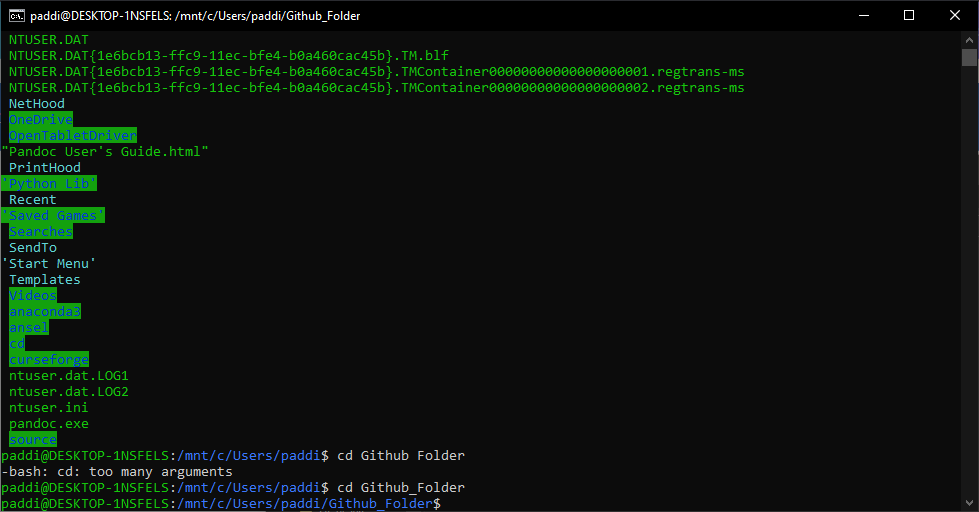 paddi@DESKTOP-1NSFELS: /mnt/c/Users/paddi/Github_Folder
NTUSER.DAT
NTUSER.DAT{1e6bcb13-ffc9-11ec-bfe4-b0a460cac45b}.TM.blf
NTUSER.DAT{1e6bcb13-ffc9-11ec-bfe4-b0a460cac45b}.TMContainer00000000000000000001.regtrans-ms
NTUSER.DAT{1e6bcb13-ffc9-11ec-bfe4-b0a460cac45b}.TMContainer00000000000000000002.regtrans-ms
NetHood
OneDrive
OpenTabletDriver
"Pandoc User's Guide.html"
PrintHood
'Python Lib'
Recent
'Saved Games'
Searches
SendTo
'Start Menu'
Templates
Videos
anaconda3
ansel
cd
curseforge
ntuser.dat.LOG1
ntuser.dat.LOG2
ntuser.ini
pandoc.exe
source
paddi@DESKTOP-1NSFELS:/mnt/c/Users/paddi$ cd Github Folder
-bash: cd: too many arguments
paddi@DESKTOP-1NSFELS:/mnt/c/Users/paddi$ cd Github_Folder
paddi@DESKTOP-1NSFELS:/mnt/c/Users/paddi/Github_Folder$